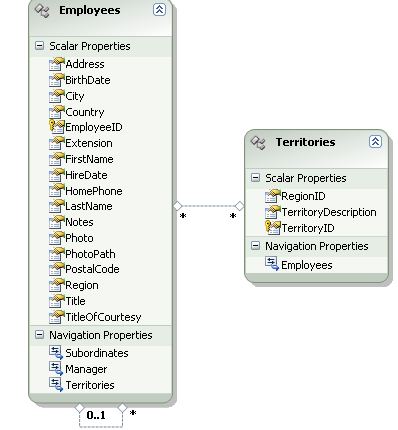 Employees
Scalar Properties
Address
BirthDate
City
Country
EmployeeID
Extension
FirstName
HireDate
HomePhone
LastName
Notes
Photo
PhotoPath
PostalCode
Region
Title
TitleOfCourtesy
Navigation Properties
Subordinates
Manager
Territories
0..1 *
* *
Territories
Scalar Properties
RegionID
TerritoryDescription
TerritoryID
Navigation Properties
Employees